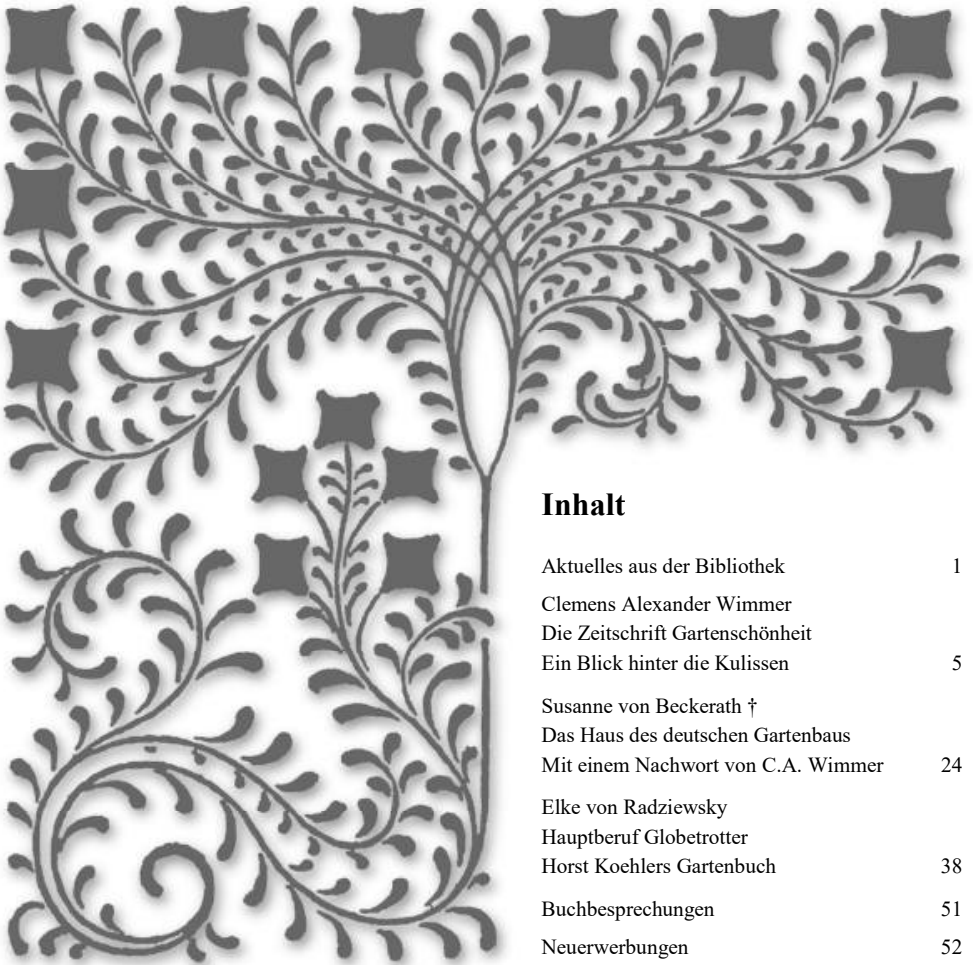 Inhalt
Aktuelles aus der Bibliothek 1
Clemens Alexander Wimmer
Die Zeitschrift Gartenschönheit
Ein Blick hinter die Kulissen 5
Susanne von Beckerath †
Das Haus des deutschen Gartenbaus
Mit einem Nachwort von C.A. Wimmer 24
Elke von Radziewsky
Hauptberuf Globetrotter
Horst Koehlers Gartenbuch 38
Buchbesprechungen 51
Neuerwerbungen 52